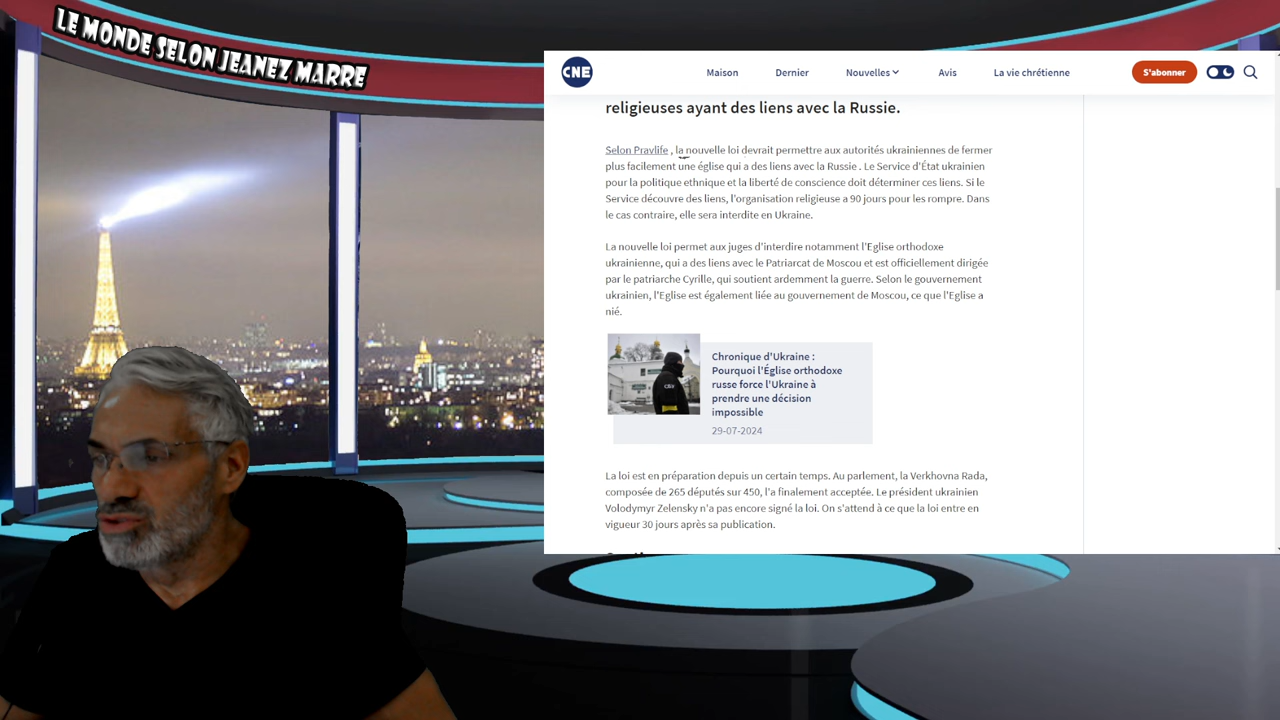 LE MONDE SELON JEANEZ MARRE
CNE
Maison
Dernier
Nouvelles
Avis
La vie chrétienne
S'abonner
religieuses ayant des liens avec la Russie.
Selon Pravlife , la nouvelle loi devrait permettre aux autorités ukrainiennes de fermer
plus facilement une église qui a des liens avec la Russie . Le Service d'État ukrainien
pour la politique ethnique et la liberté de conscience doit déterminer ces liens. Si le
Service découvre des liens, l'organisation religieuse a 90 jours pour les rompre. Dans
le cas contraire, elle sera interdite en Ukraine.
La nouvelle loi permet aux juges d'interdire notamment l'Eglise orthodoxe
ukrainienne, qui a des liens avec le Patriarcat de Moscou et est officiellement dirigée
par le patriarche Cyrille, qui soutient ardemment la guerre. Selon le gouvernement
ukrainien, l'Eglise est également liée au gouvernement de Moscou, ce que l'Eglise a
nié.
Chronique d'Ukraine :
Pourquoi l'Église orthodoxe
russe force l'Ukraine à
prendre une décision
impossible
29-07-2024
La loi est en préparation depuis un certain temps. Au parlement, la Verkhovna Rada,
composée de 265 députés sur 450, l'a finalement acceptée. Le président ukrainien
Volodymyr Zelensky n'a pas encore signé la loi. On s'attend à ce que la loi entre en
vigueur 30 jours après sa publication.